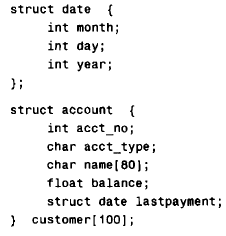 struct date  {
     int month;
     int day;
     int year;
};
struct account  {
     int acct_no;
     char acct_type;
     char name[80];
     float balance;
     struct date lastpayment;
}  customer[100];